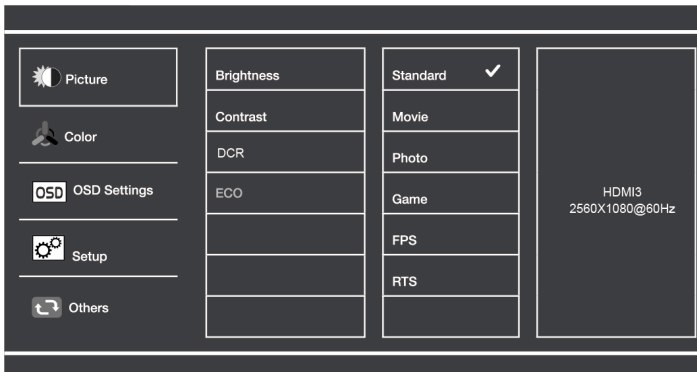 Picture
Color
OSD OSD Settings
Setup
Others
Brightness
Contrast
DCR
ECO
Standard
Movie
Photo
Game
FPS
RTS
HDMI3
2560X1080@60Hz